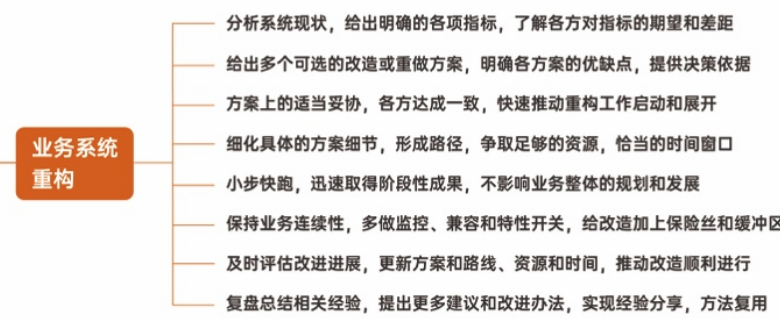 业务系统
重构
分析系统现状，给出明确的各项指标，了解各方对指标的期望和差距
给出多个可选的改造或重做方案，明确各方案的优缺点，提供决策依据
方案上的适当妥协，各方达成一致，快速推动重构工作启动和展开
细化具体的方案细节，形成路径，争取足够的资源，恰当的时间窗口
小步快跑，迅速取得阶段性成果，不影响业务整体的规划和发展
保持业务连续性，多做监控、兼容和特性开关，给改造加上保险丝和缓冲区
及时评估改进进展，更新方案和路线、资源和时间，推动改造顺利进行
复盘总结相关经验，提出更多建议和改进办法，实现经验分享，方法复用